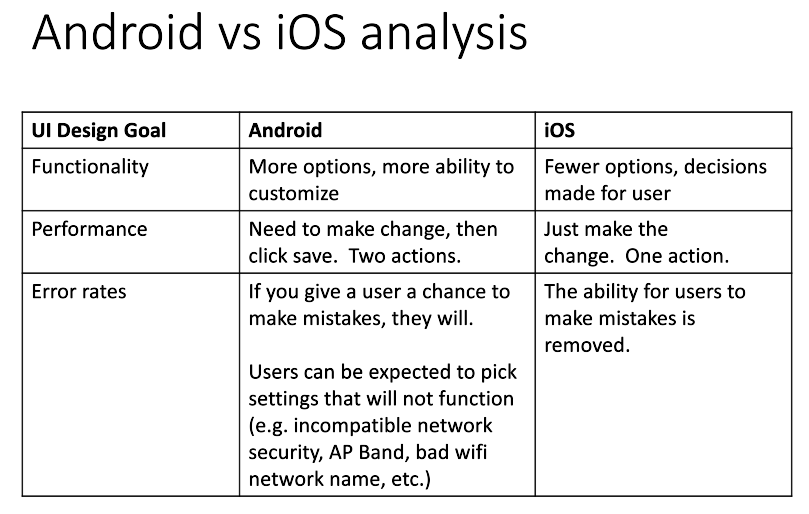 Android vs iOS analysis
UI Design Goal
Android
iOS
Functionality
More options, more ability to
customize
Fewer options, decisions
made for user
Performance
Need to make change, then
click save.  Two actions.
Just make the
change.  One action.
Error rates
If you give a user a chance to
make mistakes, they will.
Users can be expected to pick
settings that will not function
(e.g. incompatible network
security, AP Band, bad wifi
network name, etc.)
The ability for users to
make mistakes is
removed.